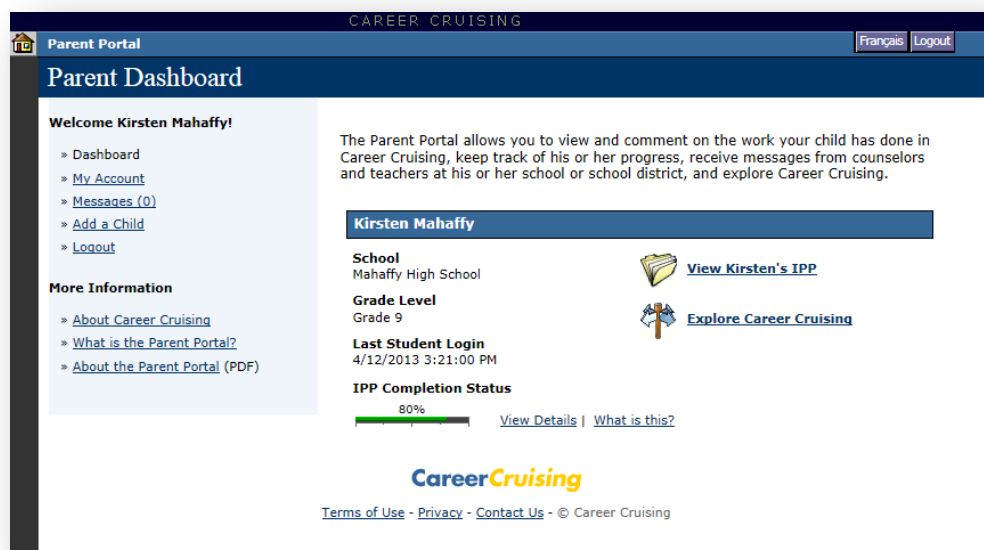 CAREER CRUISING
Parent Portal
Français Logout
Parent Dashboard
Welcome Kirsten Mahaffy!
» Dashboard
» My Account
» Messages (0)
» Add a Child
» Logout
More Information
» About Career Cruising
» What is the Parent Portal?
» About the Parent Portal (PDF)
The Parent Portal allows you to view and comment on the work your child has done in
Career Cruising, keep track of his or her progress, receive messages from counselors
and teachers at his or her school or school district, and explore Career Cruising.
Kirsten Mahaffy
School
Mahaffy High School
Grade Level
Grade 9
Last Student Login
4/12/2013 3:21:00 PM
IPP Completion Status
80%
View Details | What is this?
View Kirsten's IPP
Explore Career Cruising
CareerCruising
Terms of Use - Privacy - Contact Us - © Career Cruising